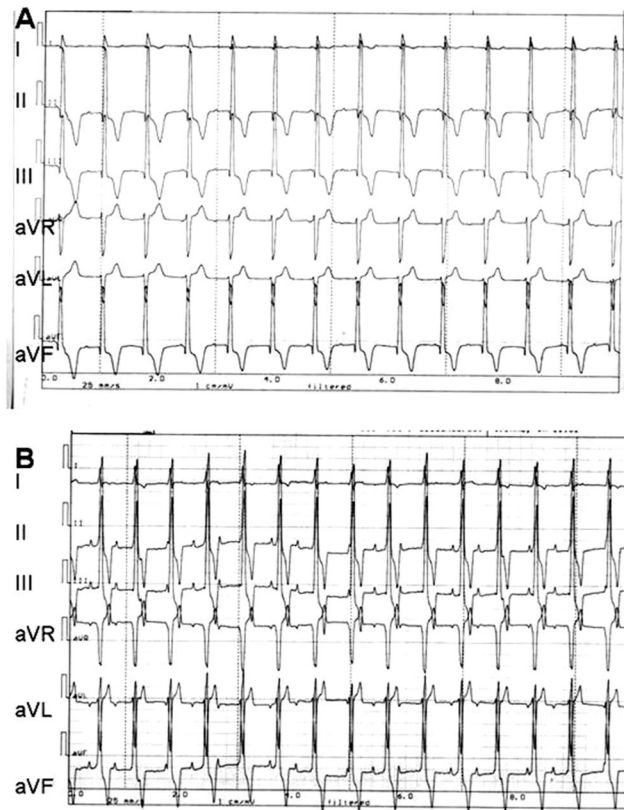 A
I
II
III
aVR
aVL
aVF
0.0 2.0 4.0 6.0 8.0
25 mm/s 1 cm/mV filtered
B
I
II
III
aVR
aVL
aVF
2.0 4.0 6.0 8.0
25 mm/s 1 cm/mV filtered